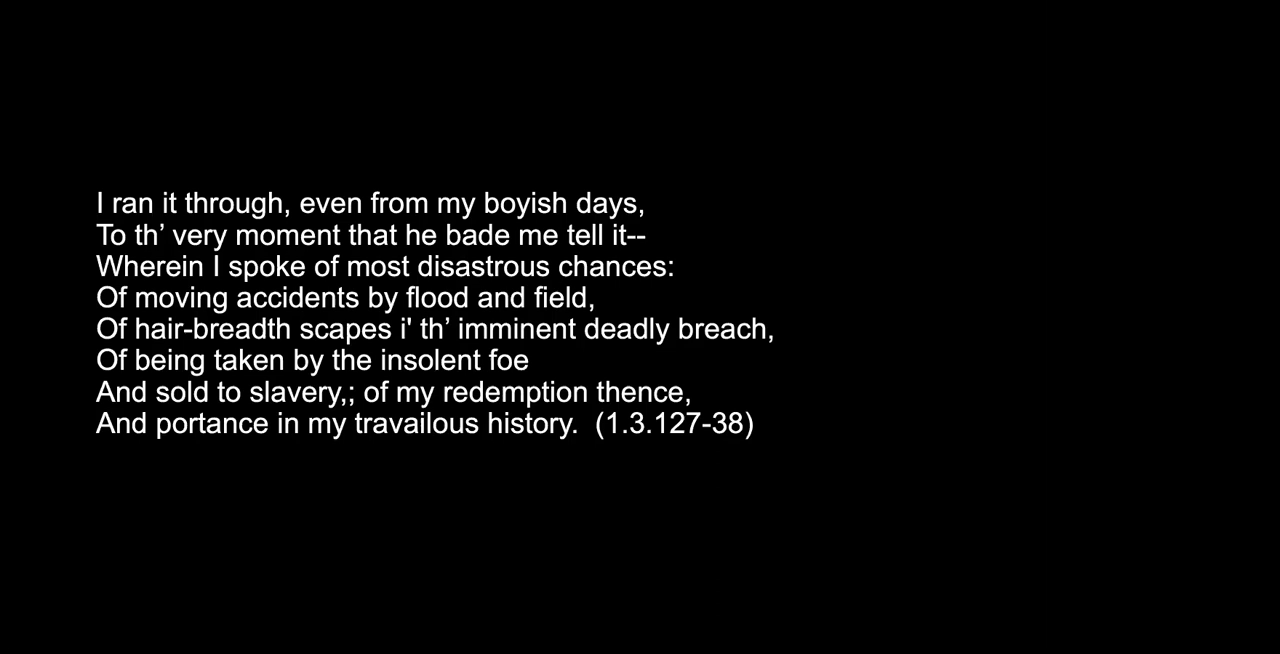 I ran it through, even from my boyish days,
To th’ very moment that he bade me tell it--
Wherein I spoke of most disastrous chances:
Of moving accidents by flood and field,
Of hair-breadth scapes i' th’ imminent deadly breach,
Of being taken by the insolent foe
And sold to slavery,; of my redemption thence,
And portance in my travailous history.  (1.3.127-38)